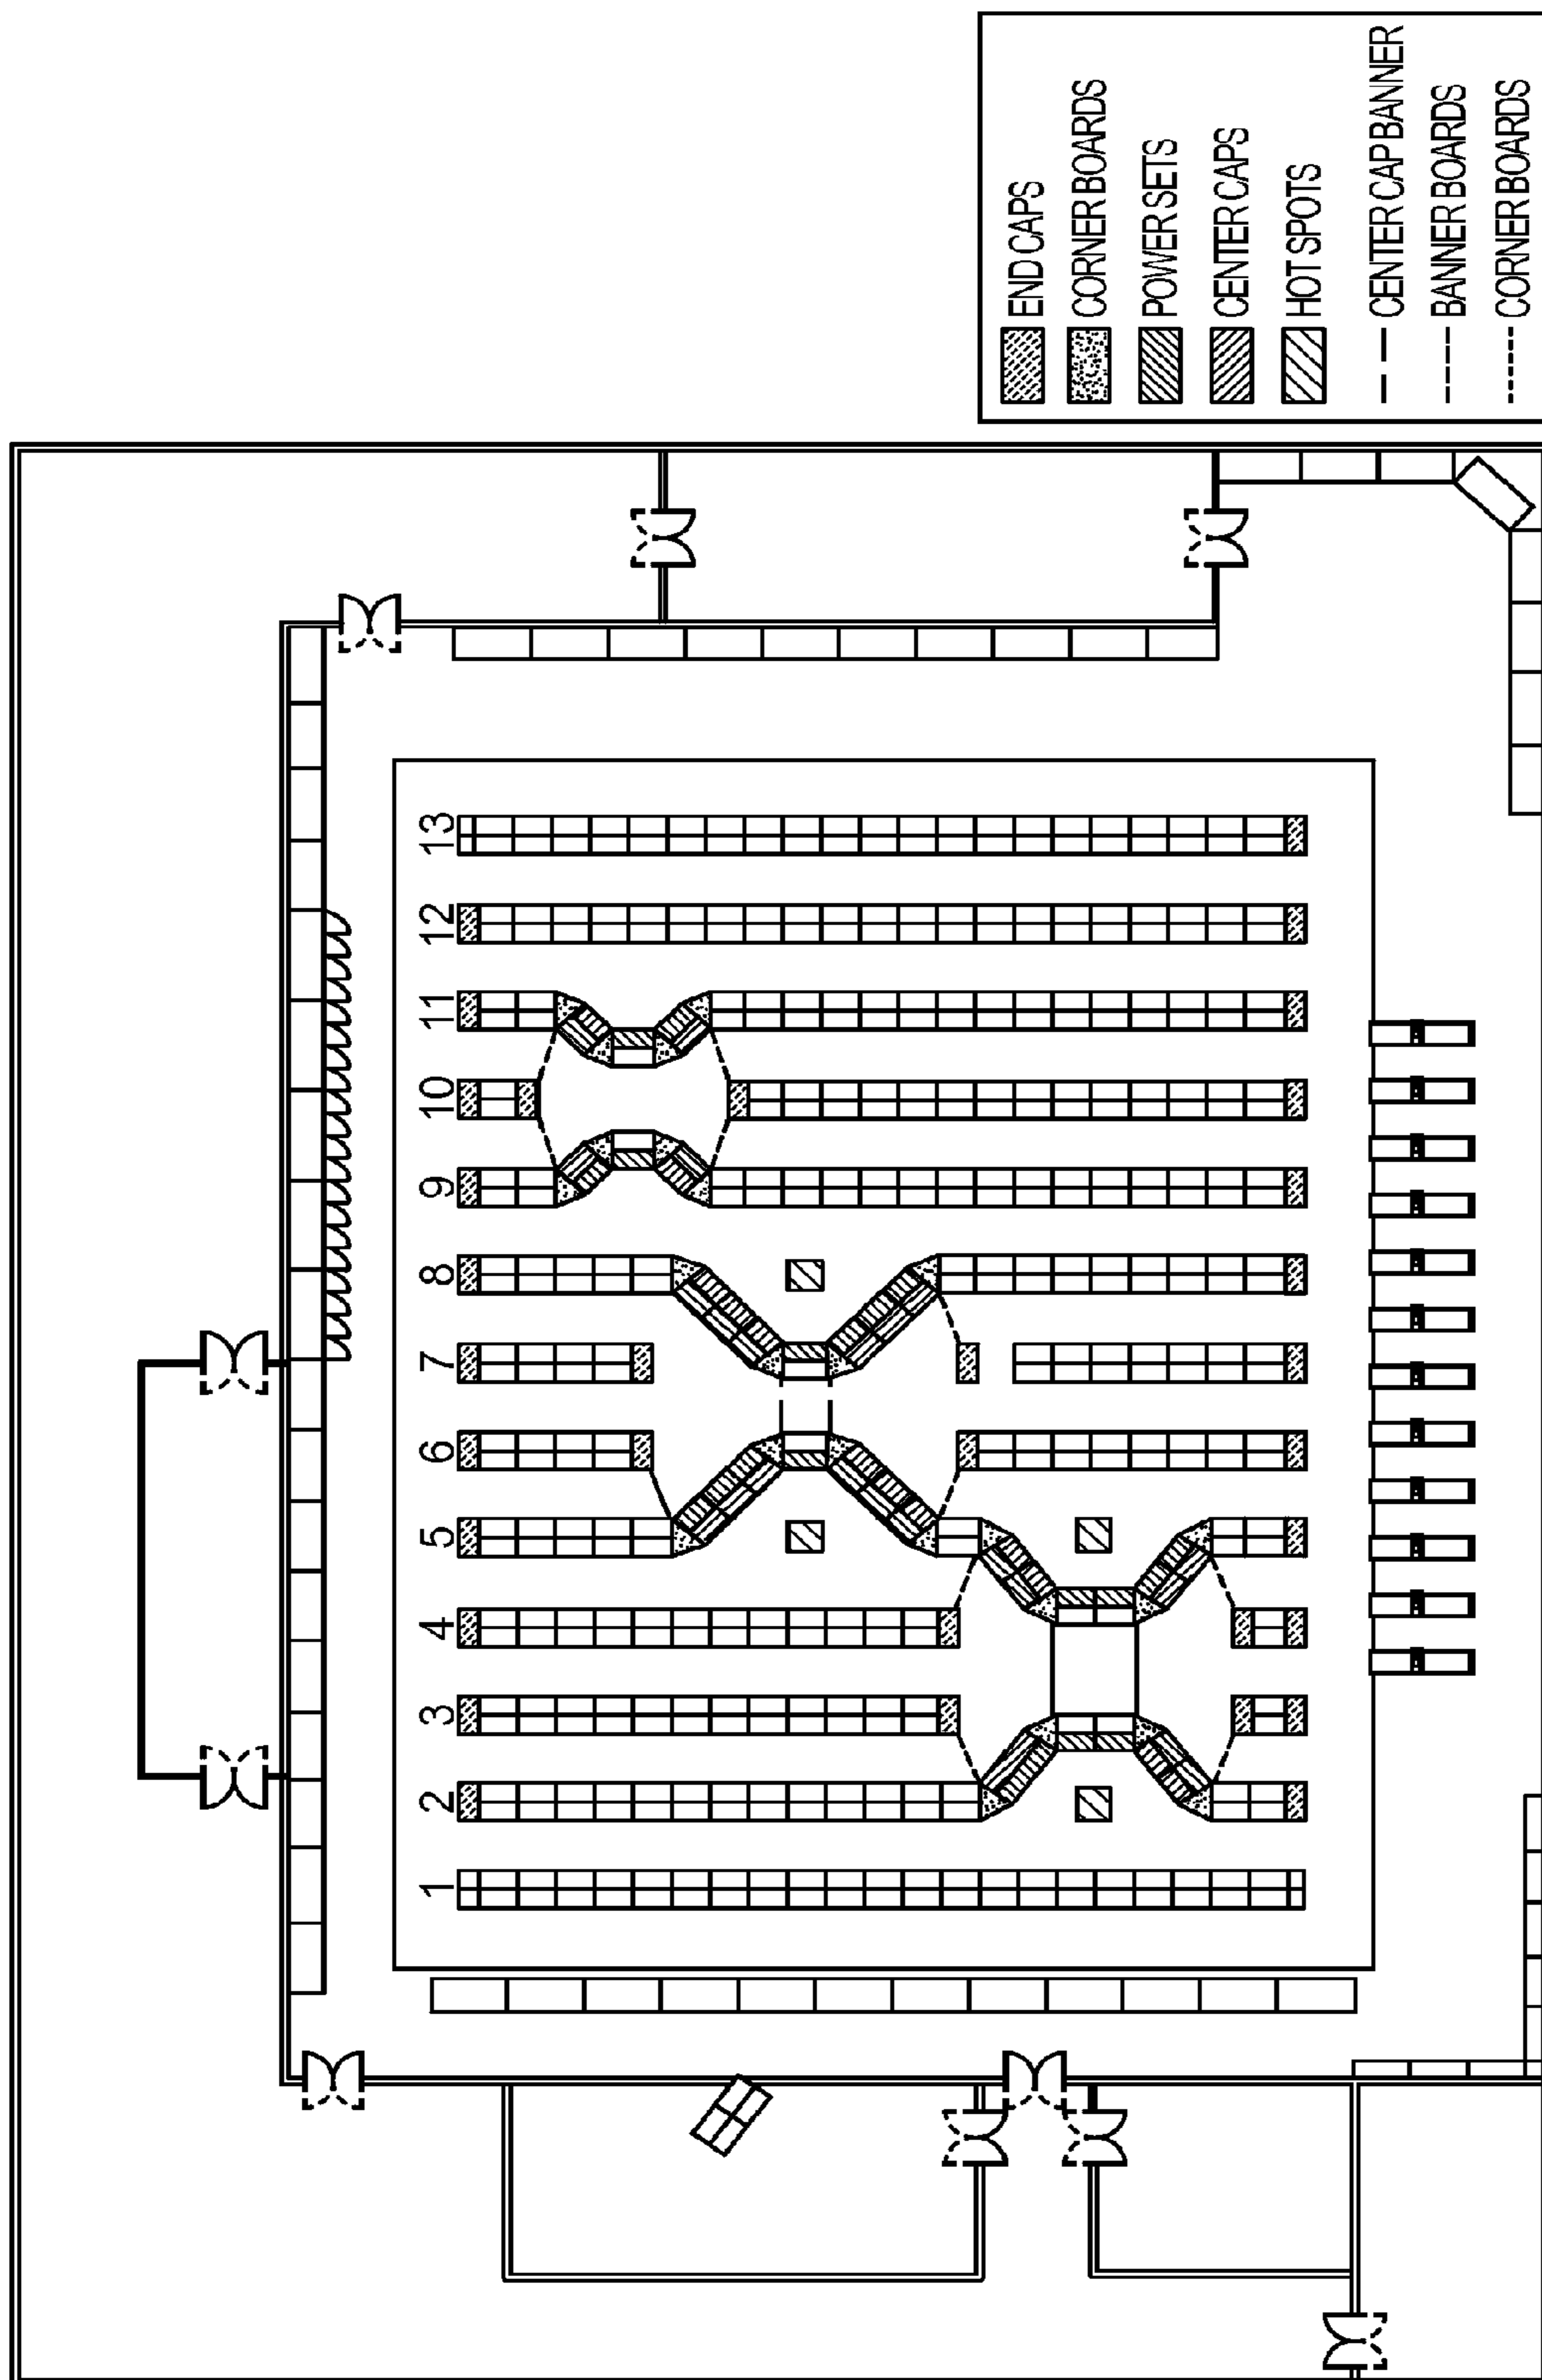 1
2
3
4
5
6
7
8
9
10
11
12
13
END CAPS
CORNER BOARDS
POWER SETS
CENTER CAPS
HOT SPOTS
CENTER CAP BANNER
BANNER BOARDS
CORNER BOARDS